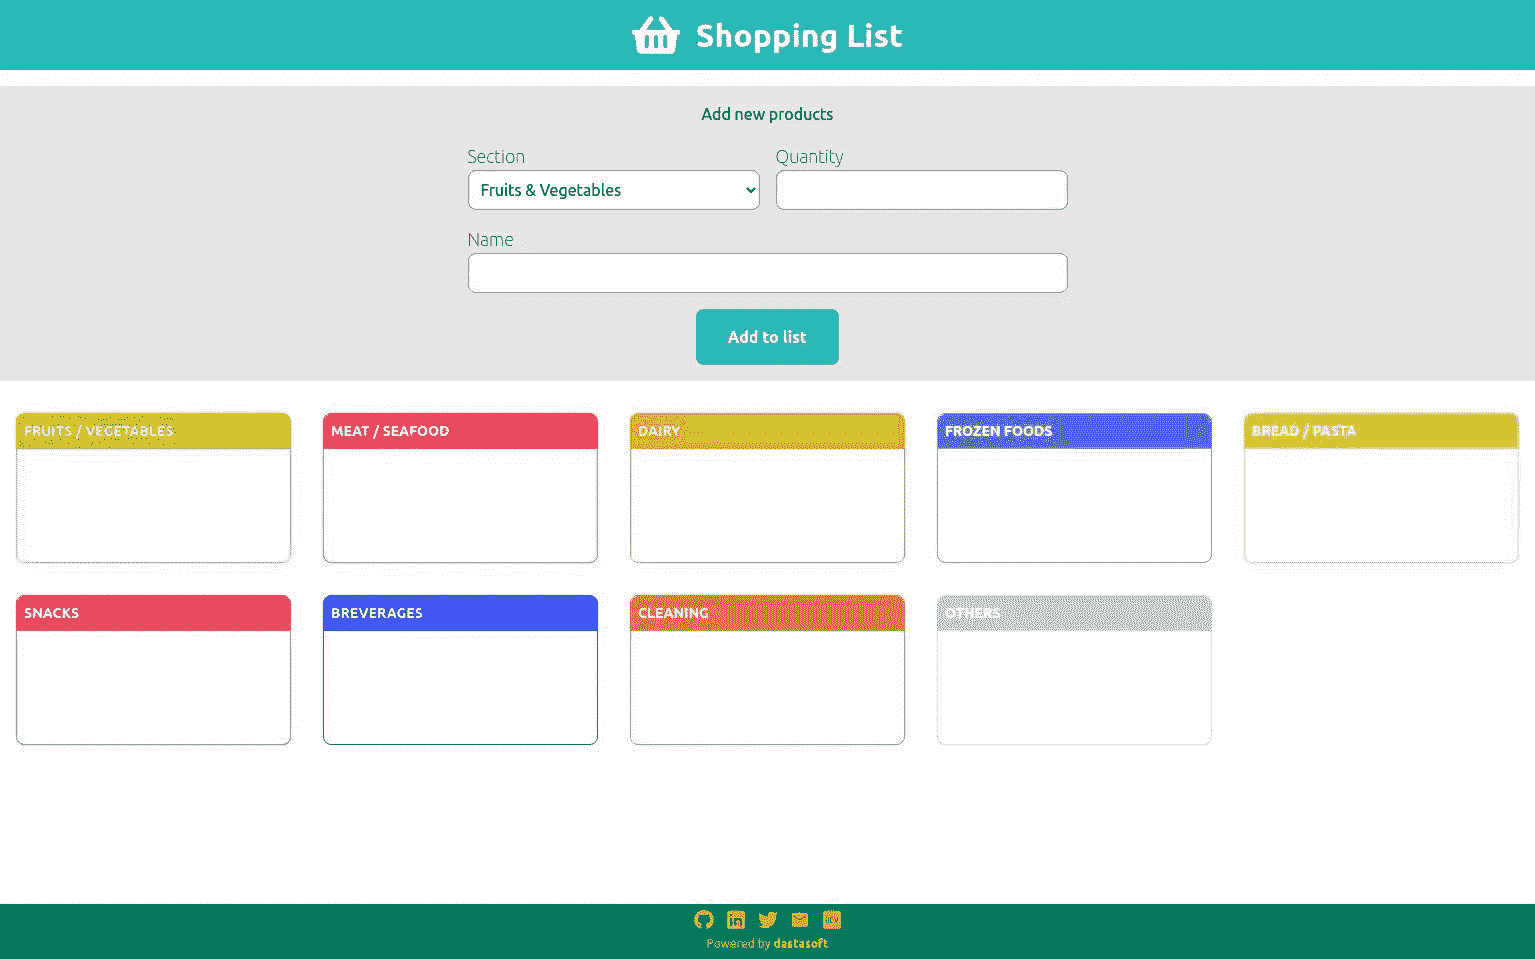 Shopping List
Add new products
Section
Quantity
Fruits & Vegetables
Name
Add to list
FRUITS / VEGETABLES
MEAT / SEAFOOD
DAIRY
FROZEN FOODS
BREAD / PASTA
SNACKS
BREVERAGES
CLEANING
OTHERS
Powered by dastasoft